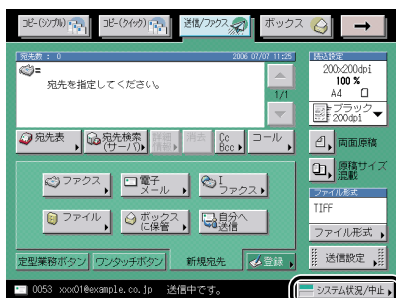 コピー(シンプル)
コピー(クイック)
送信/ファクス
ボックス
宛先数 : 0
2006 07/07 11:25
宛先を指定してください。
1/1
宛先表
宛先検索
(サーバ)
詳細
情報
消去
Cc
Bcc
コール
ファクス
電子
メール
I
ファクス
ファイル
ボックス
に保管
自分へ
送信
定型業務ボタン
ワンタッチボタン
新規宛先
登録
読込設定
200×200dpi
100 %
A4
ブラック
200dpi
両面原稿
原稿サイズ
混載
ファイル形式
TIFF
ファイル形式
送信設定
0053 xxx01@example.co.jp 送信中です。
システム状況/中止